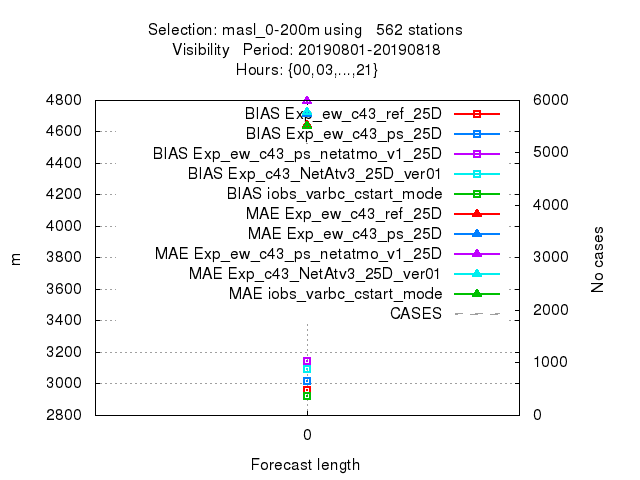 Selection: masl_0-200m using 562 stations
Visibility Period: 20190801-20190818
Hours: {00,03,...,21}
4800
4600
4400
4200
4000
3800
3600
3400
3200
3000
2800
m
BIAS Exp_ew_c43_ref_25D
BIAS Exp_ew_c43_ps_25D
BIAS Exp_ew_c43_ps_netatmo_v1_25D
BIAS Exp_c43_NetAtv3_25D_ver01
BIAS iobs_varbc_cstart_mode
MAE Exp_ew_c43_ref_25D
MAE Exp_ew_c43_ps_25D
MAE Exp_ew_c43_ps_netatmo_v1_25D
MAE Exp_c43_NetAtv3_25D_ver01
MAE iobs_varbc_cstart_mode
CASES
6000
5000
4000
3000
2000
1000
0
No cases
0
Forecast length